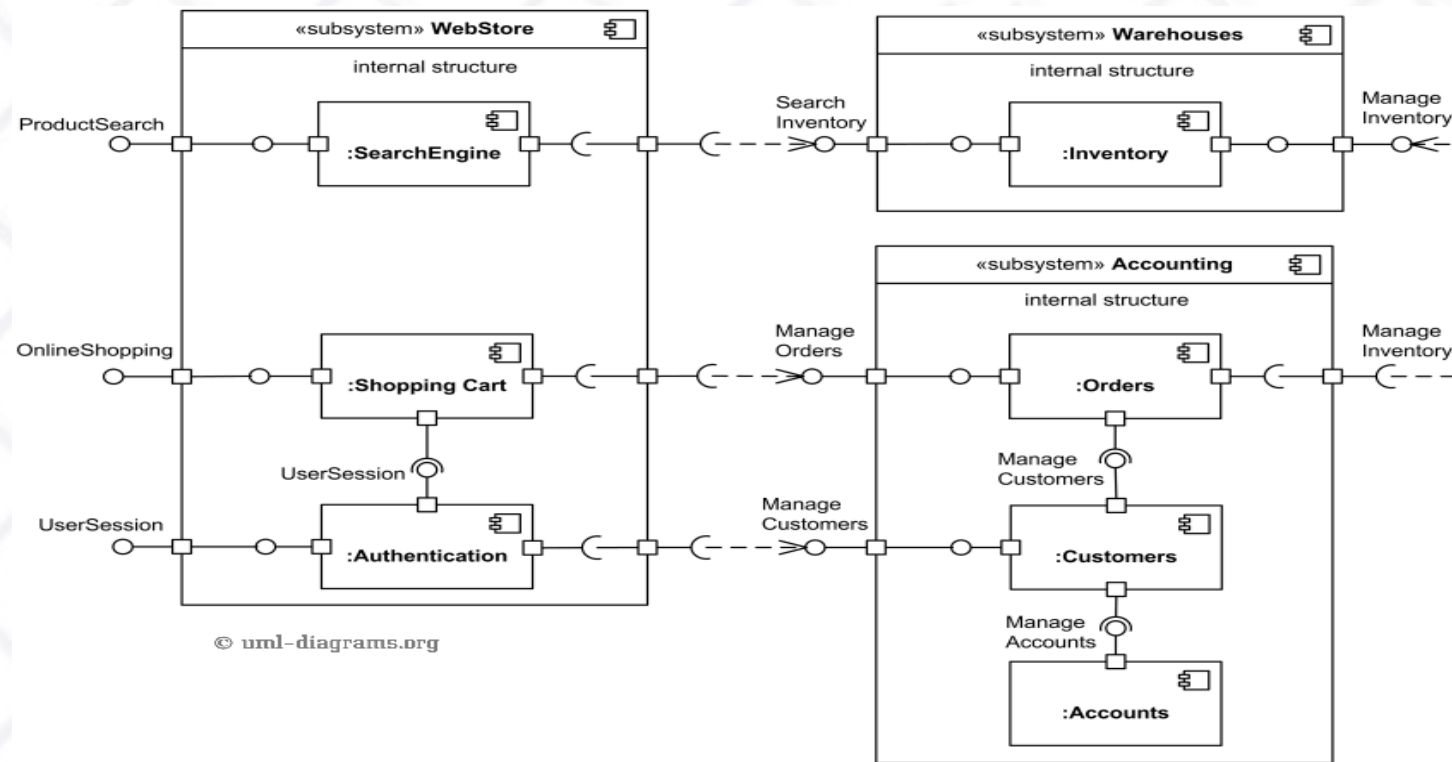 «subsystem» WebStore
internal structure
ProductSearch
:SearchEngine
OnlineShopping
:Shopping Cart
UserSession
UserSession
:Authentication
© uml-diagrams.org
«subsystem» Warehouses
internal structure
Search
Inventory
:Inventory
Manage
Inventory
«subsystem» Accounting
internal structure
Manage
Orders
:Orders
Manage
Inventory
Manage
Customers
Manage
Customers
:Customers
Manage
Accounts
:Accounts